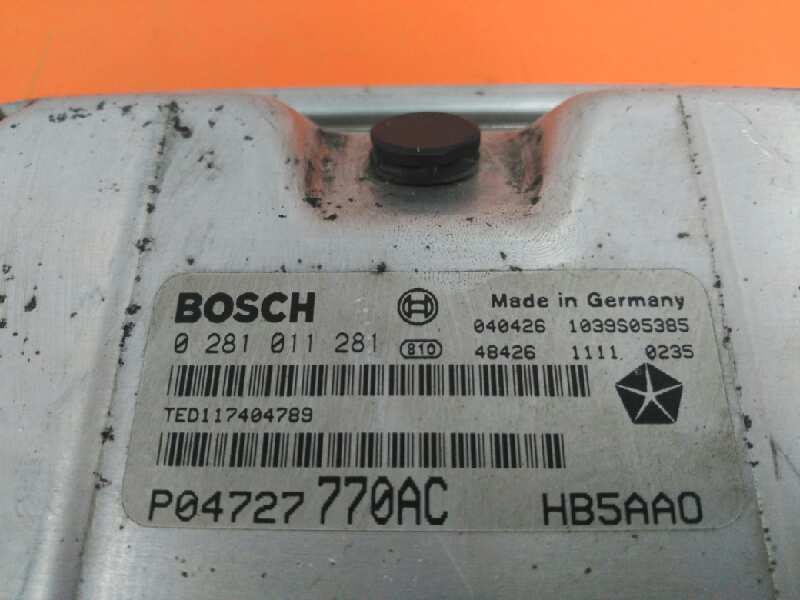 BOSCH
Made in Germany
040426 1039S05385
0 281 011 281 810 48426 1111 0235
TED117404789
P04727 770AC HB5AA0